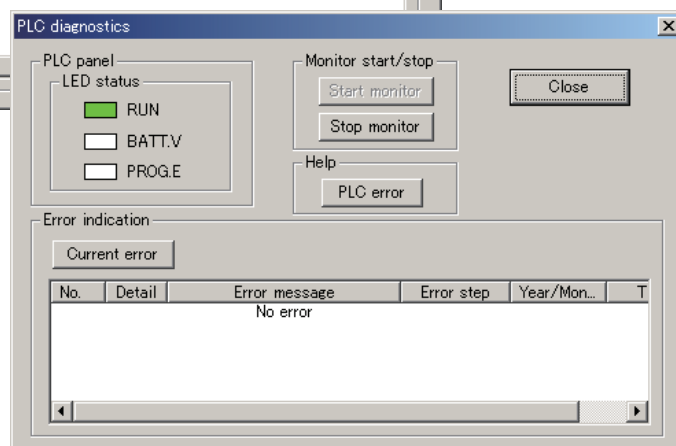 PLC diagnostics
PLC panel
LED status
RUN
BATT.V
PROG.E
Monitor start/stop
Start monitor
Stop monitor
Close
Help
PLC error
Error indication
Current error
No. Detail Error message Error step Year/Mon... T
No error